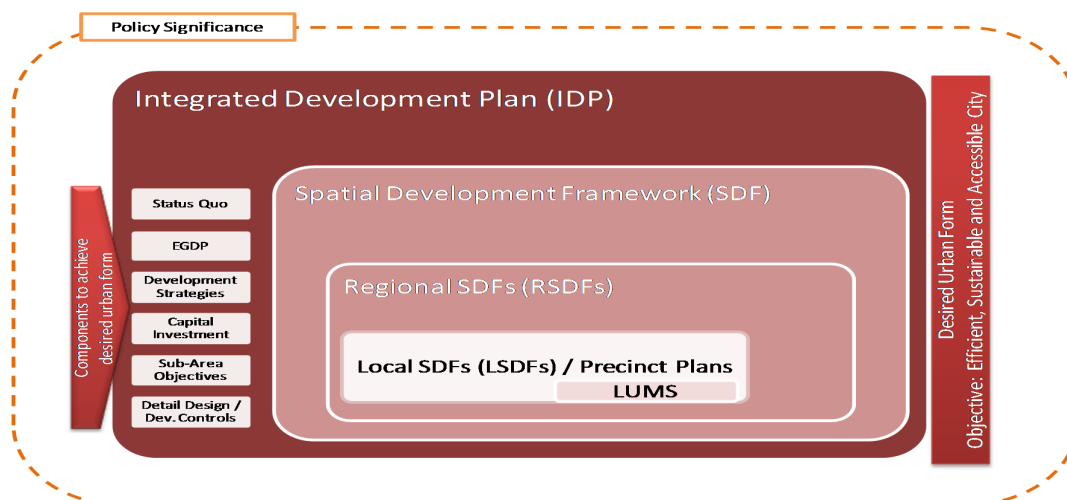 Policy Significance
Integrated Development Plan (IDP)
Spatial Development Framework (SDF)
Regional SDFs (RSDFs)
Local SDFs (LSDFs) / Precinct Plans
LUMS
Components to achieve
desired urban form
Status Quo
EGDP
Development
Strategies
Capital
Investment
Sub-Area
Objectives
Detail Design /
Dev. Controls
Desired Urban Form
Objective: Efficient, Sustainable and Accessible City